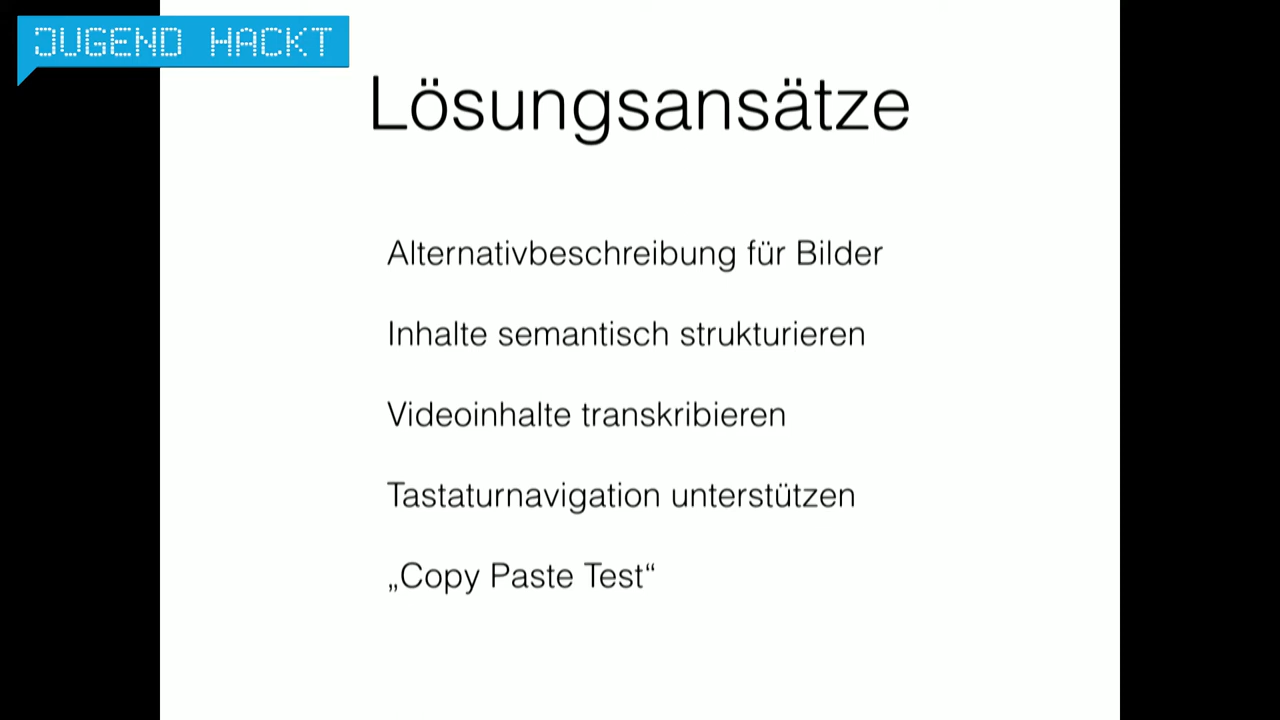 JUGEND HACKT
Lösungsansätze
Alternativbeschreibung für Bilder
Inhalte semantisch strukturieren
Videoinhalte transkribieren
Tastaturnavigation unterstützen
„Copy Paste Test“